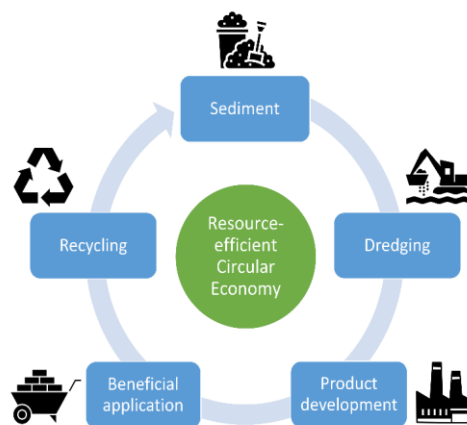 Sediment
Dredging
Product
development
Beneficial
application
Recycling
Resource-
efficient
Circular
Economy